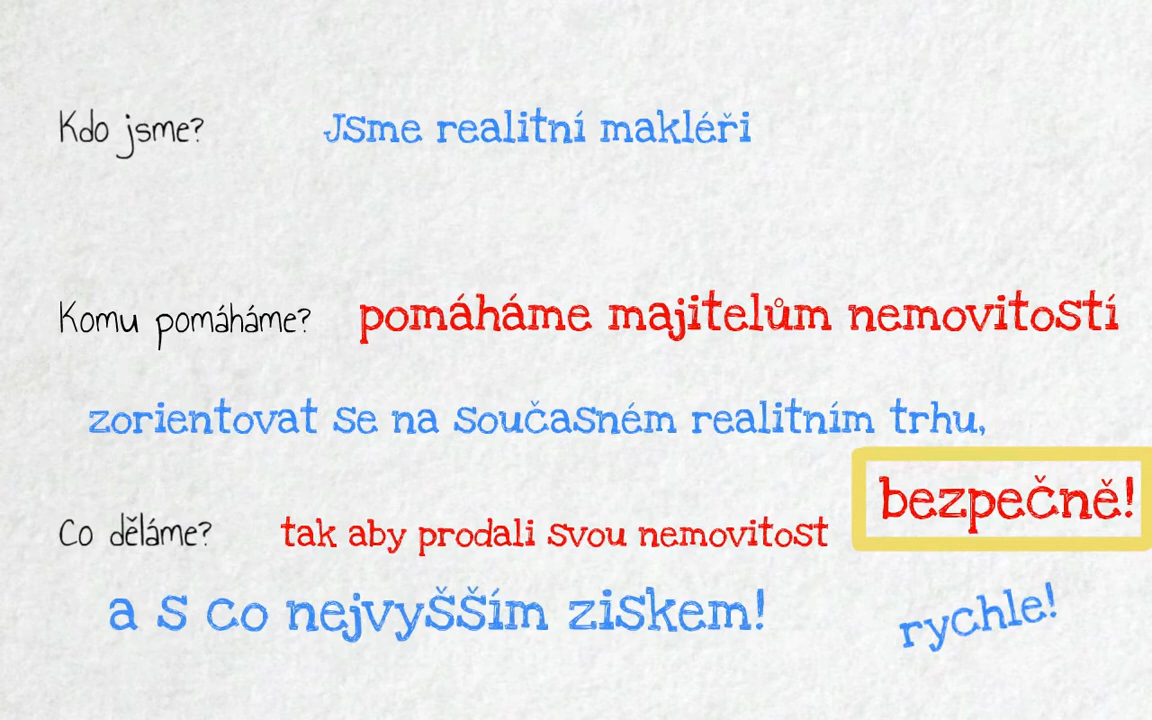 Kdo jsme? Jsme realitní makléři
Komu pomáháme? pomáháme majitelům nemovitostí
zorientovat se na současném realitním trhu,
Co děláme? tak aby prodali svou nemovitost bezpečně!
a s co nejvyšším ziskem! rychle!